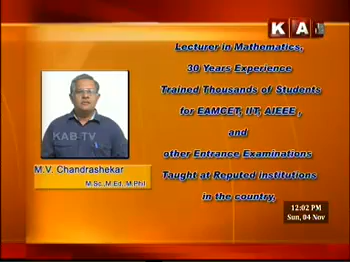 KA
Lecturer in Mathematics,
30 Years Experience
Trained Thousands of Students
for EAMCET, IIT, AIEEE ,
and
other Entrance Examinations
Taught at Reputed institutions
in the country,
KAB-TV
M.V. Chandrashekar
M.Sc.,M.Ed, M.Phil
12:02 PM
Sun, 04 Nov